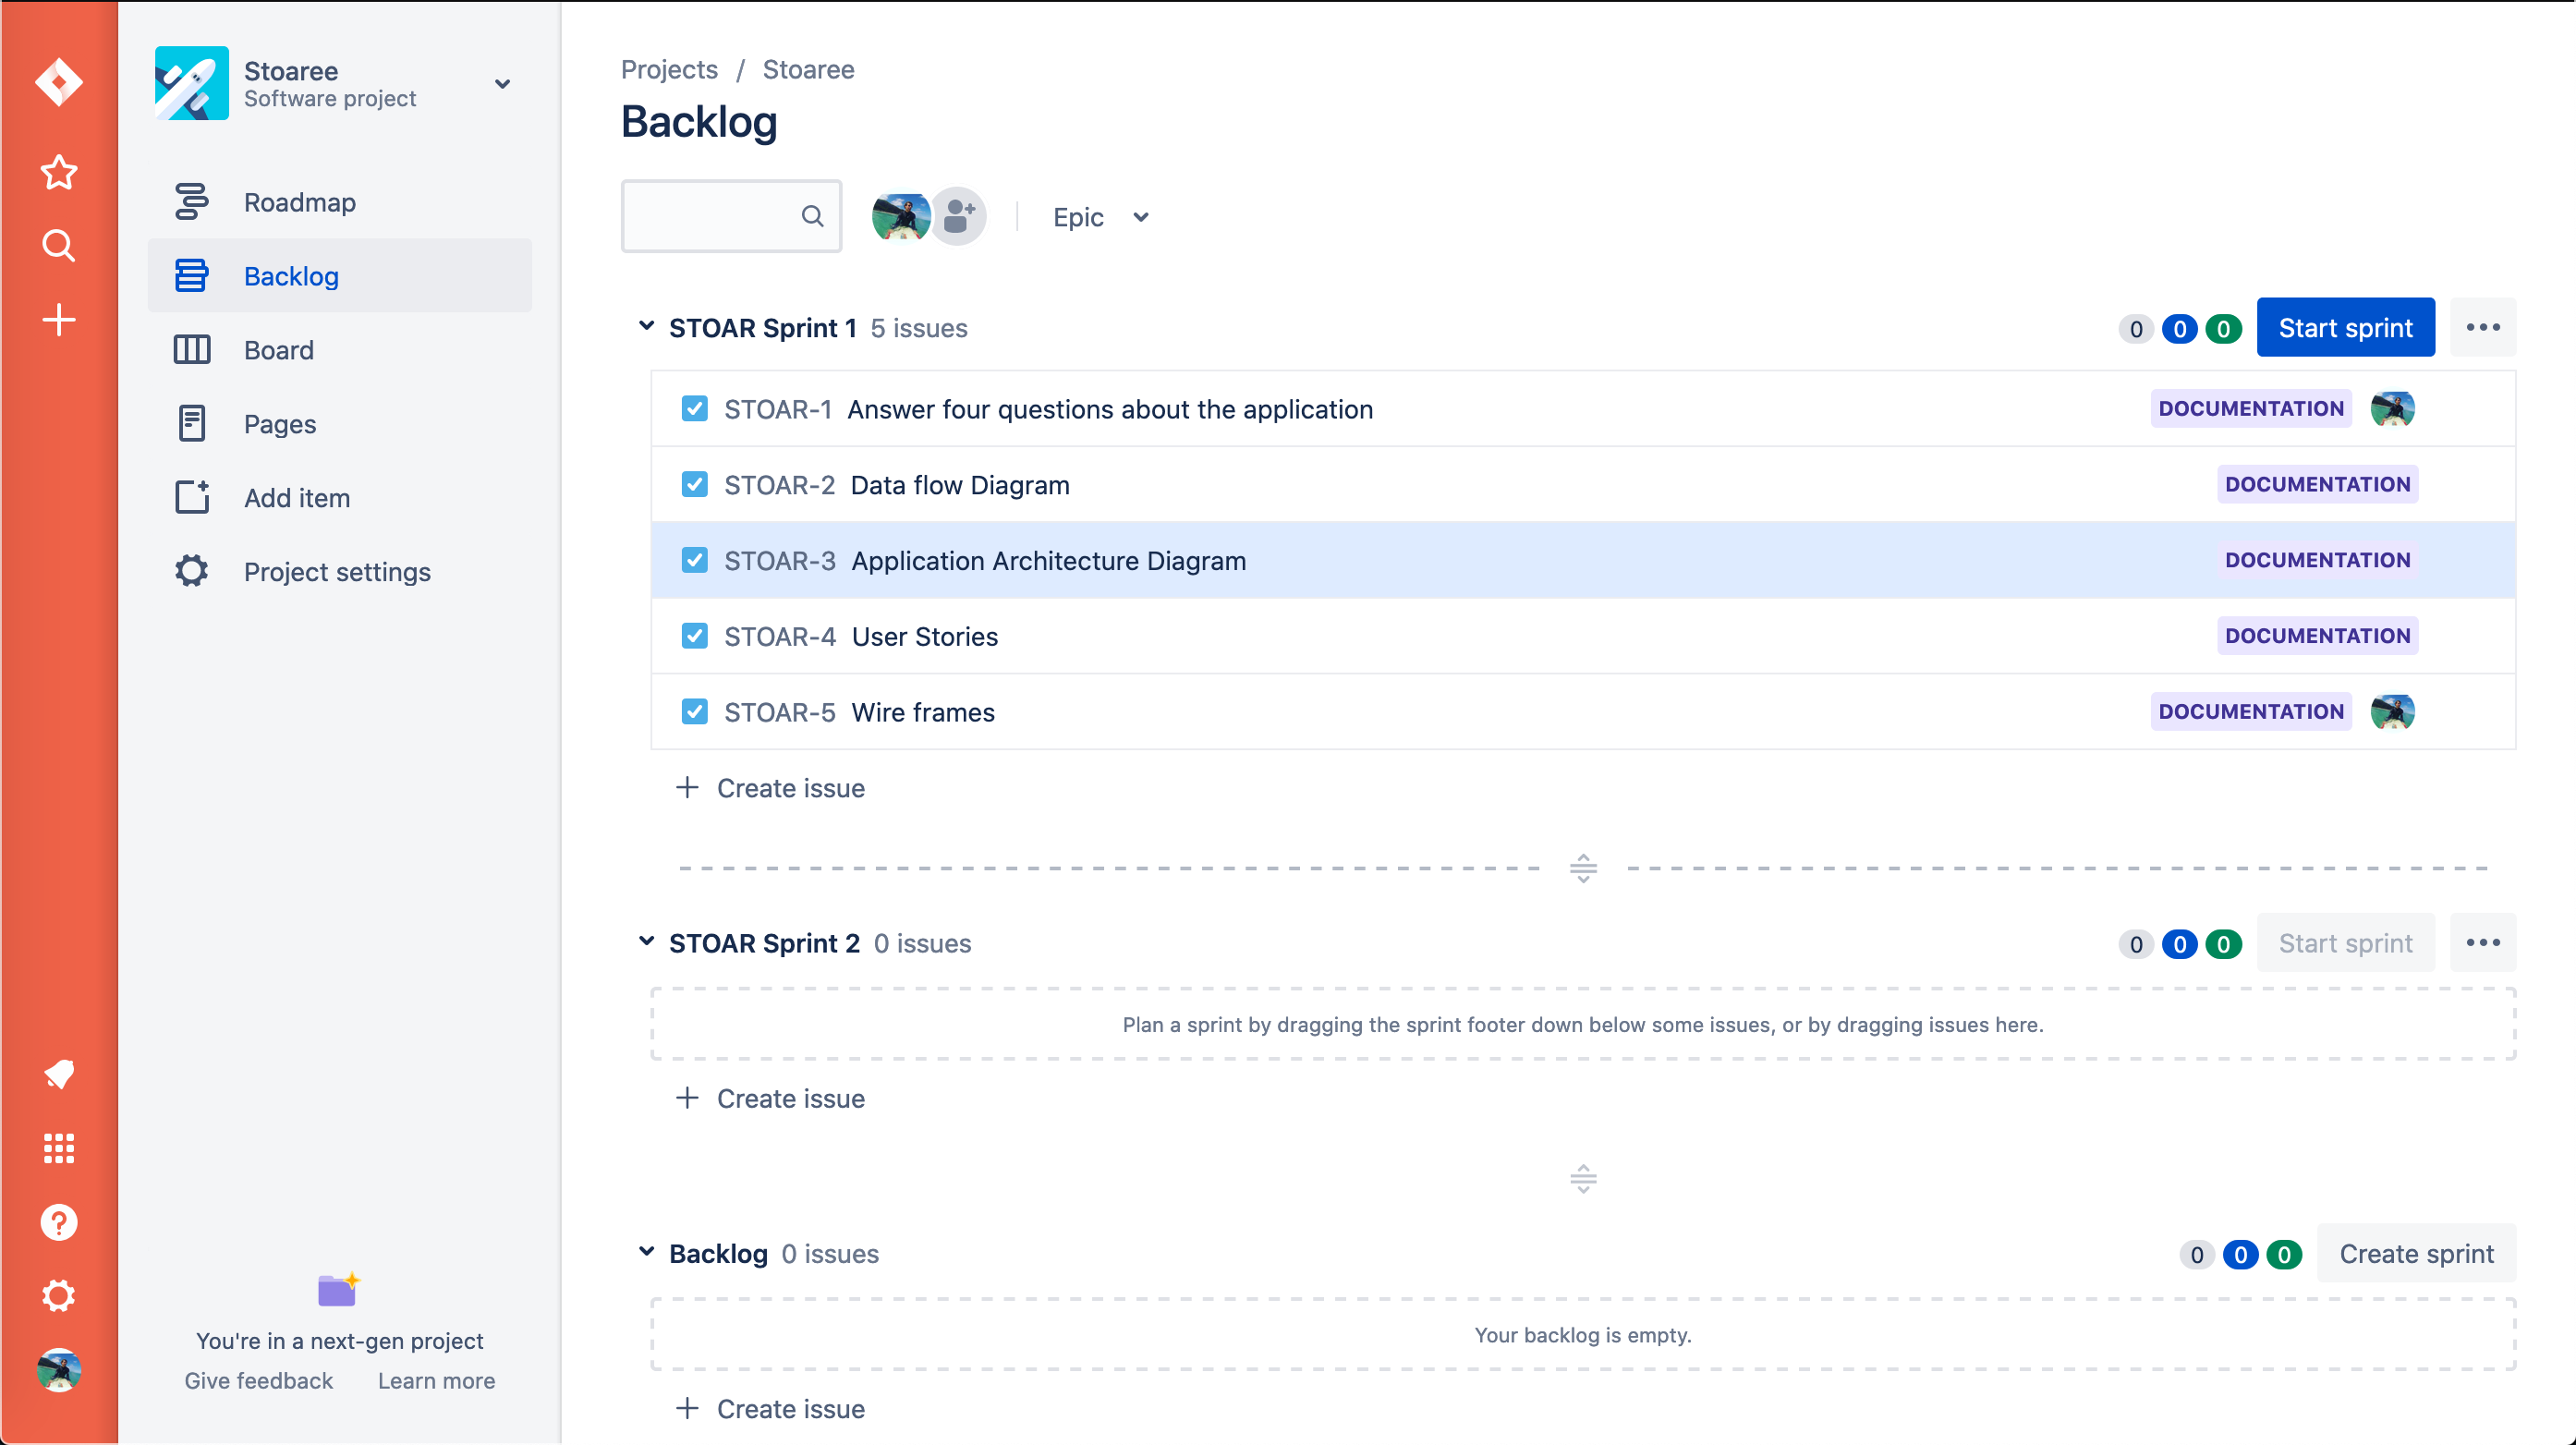 Stoaree
Software project
Roadmap
Backlog
Board
Pages
Add item
Project settings
You're in a next-gen project
Give feedback Learn more
Projects / Stoaree
Backlog
Epic
STOAR Sprint 1 5 issues 0 0 0 Start sprint
STOAR-1 Answer four questions about the application DOCUMENTATION
STOAR-2 Data flow Diagram DOCUMENTATION
STOAR-3 Application Architecture Diagram DOCUMENTATION
STOAR-4 User Stories DOCUMENTATION
STOAR-5 Wire frames DOCUMENTATION
Create issue
STOAR Sprint 2 0 issues 0 0 0 Start sprint
Plan a sprint by dragging the sprint footer down below some issues, or by dragging issues here.
Create issue
Backlog 0 issues 0 0 0 Create sprint
Your backlog is empty.
Create issue